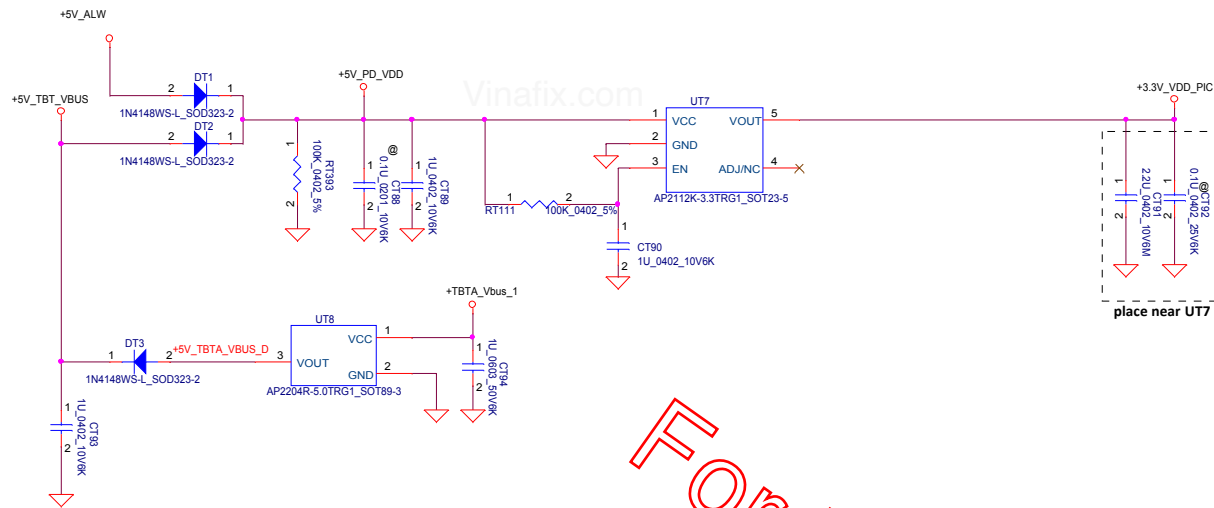 +5V_ALW
+5V_TBT_VBUS
2
DT1
1
1N4148WS-L_SOD323-2
2
DT2
1
1N4148WS-L_SOD323-2
+5V_PD_VDD
Vinafix.com
1
2
RT393
100K_0402_5%
1
2
@
CT88
0.1U_0201_10V6K
1
2
CT89
1U_0402_10V6K
UT7
1
VCC
VOUT
5
2
GND
3
EN
ADJ/NC
4
AP2112K-3.3TRG1_SOT23-5
RT111
1
2
100K_0402_5%
1
2
CT90
1U_0402_10V6K
+3.3V_VDD_PIC
1
2
CT91
2.2U_0402_10V6M
1
2
@
CT92
0.1U_0402_25V6K
place near UT7
+TBTA_Vbus_1
UT8
VCC
1
3
VOUT
GND
2
AP2204R-5.0TRG1_SOT89-3
1
2
CT94
1U_0603_50V6K
1
DT3
2
+5V_TBTA_VBUS_D
1N4148WS-L_SOD323-2
1
2
CT93
1U_0402_10V6K
For